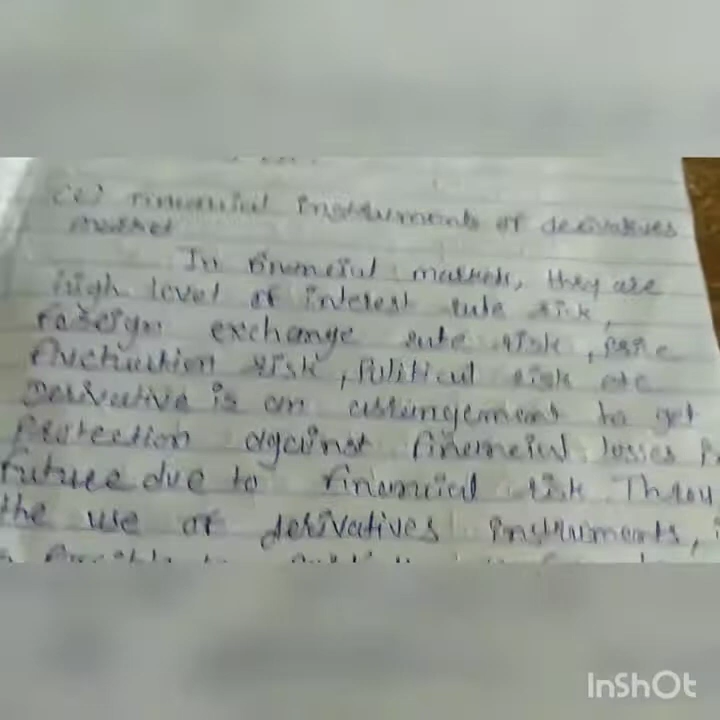 (c) Financial instruments of derivatives
market
In financial market, they are
high level of interest rate risk,
foreign exchange rate risk, price
fluctuation risk, Political risk etc
Derivative is an arrangement to get
Protection against financial losses
future due to financial risk. Throu
the use of derivatives instruments,
InShOt